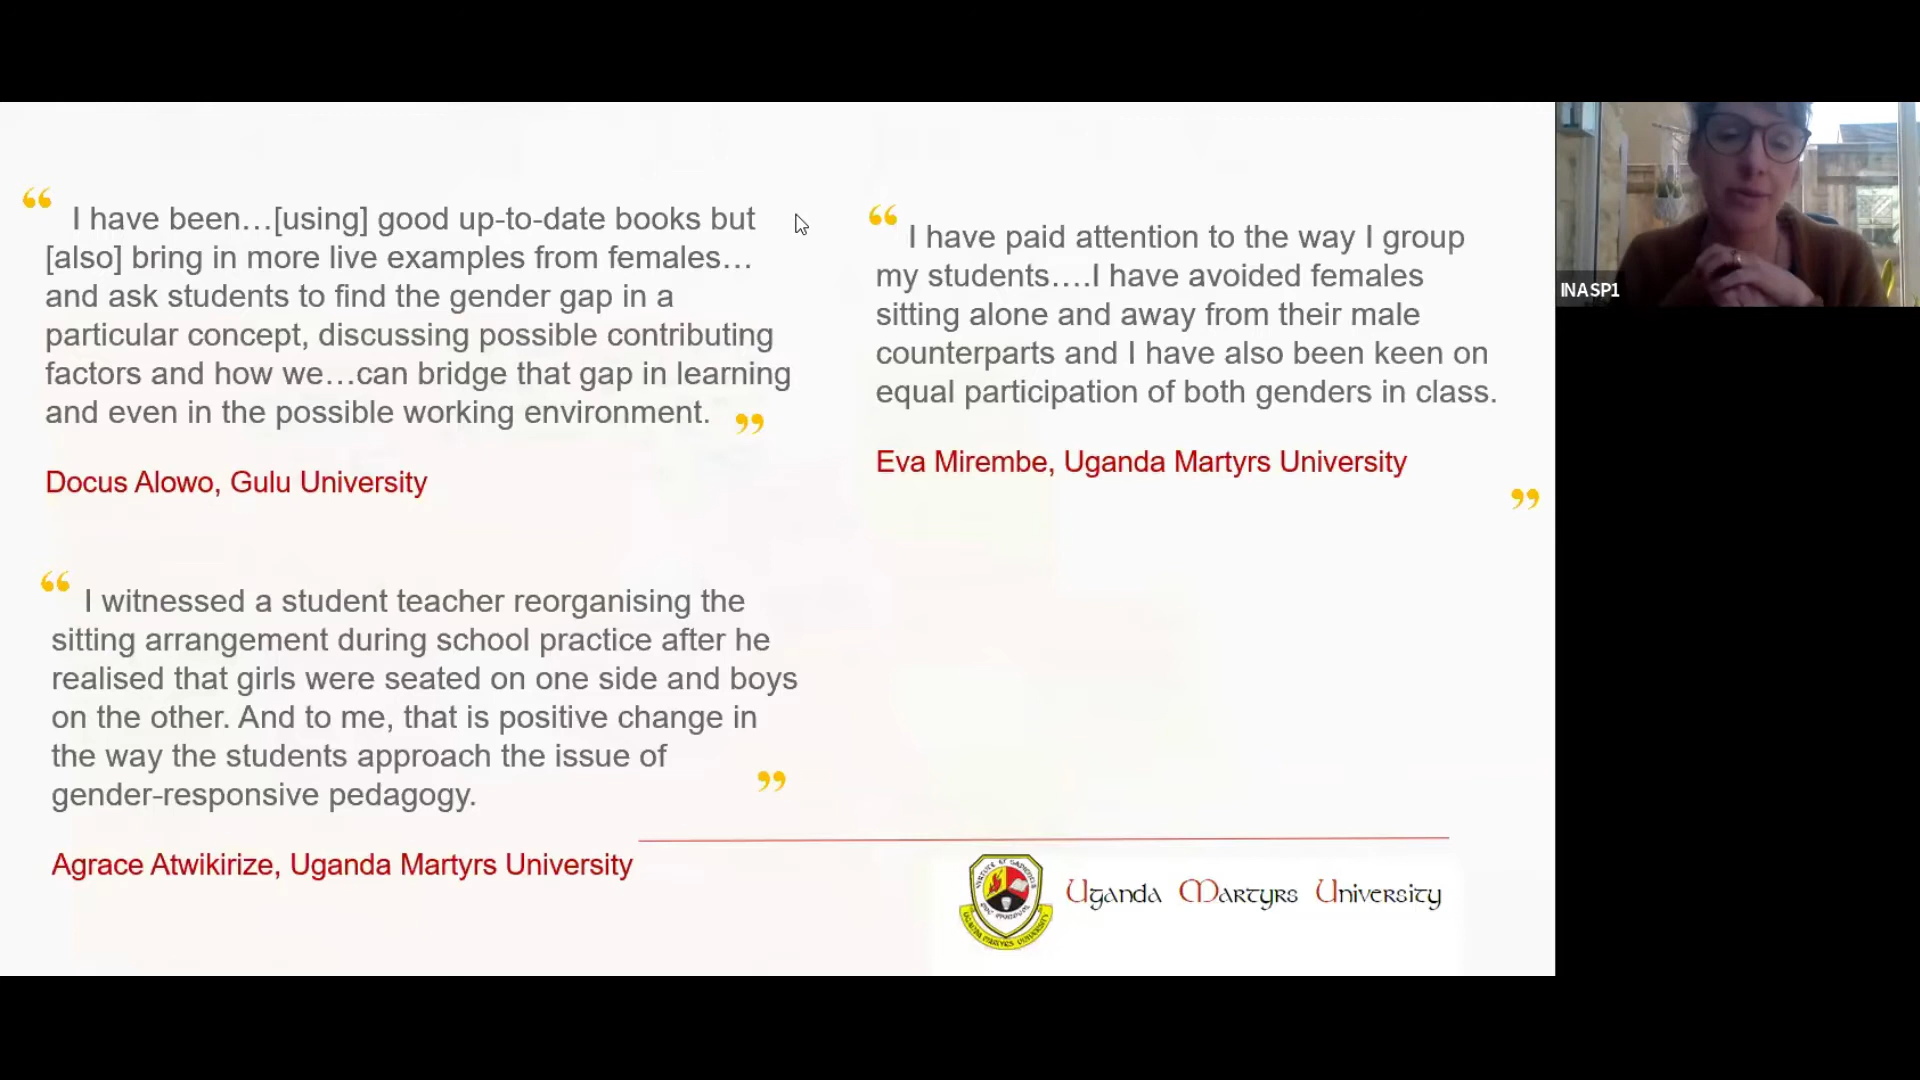 “ I have been…[using] good up-to-date books but
[also] bring in more live examples from females…
and ask students to find the gender gap in a
particular concept, discussing possible contributing
factors and how we…can bridge that gap in learning
and even in the possible working environment. ”
Docus Alowo, Gulu University
“ I witnessed a student teacher reorganising the
sitting arrangement during school practice after he
realised that girls were seated on one side and boys
on the other. And to me, that is positive change in
the way the students approach the issue of
gender-responsive pedagogy. ”
Agrace Atwikirize, Uganda Martyrs University
“ I have paid attention to the way I group
my students….I have avoided females
sitting alone and away from their male
counterparts and I have also been keen on
equal participation of both genders in class.
Eva Mirembe, Uganda Martyrs University
”
Uganda Martyrs University
UGANDA MARTYRS UNIVERSITY
INASP1